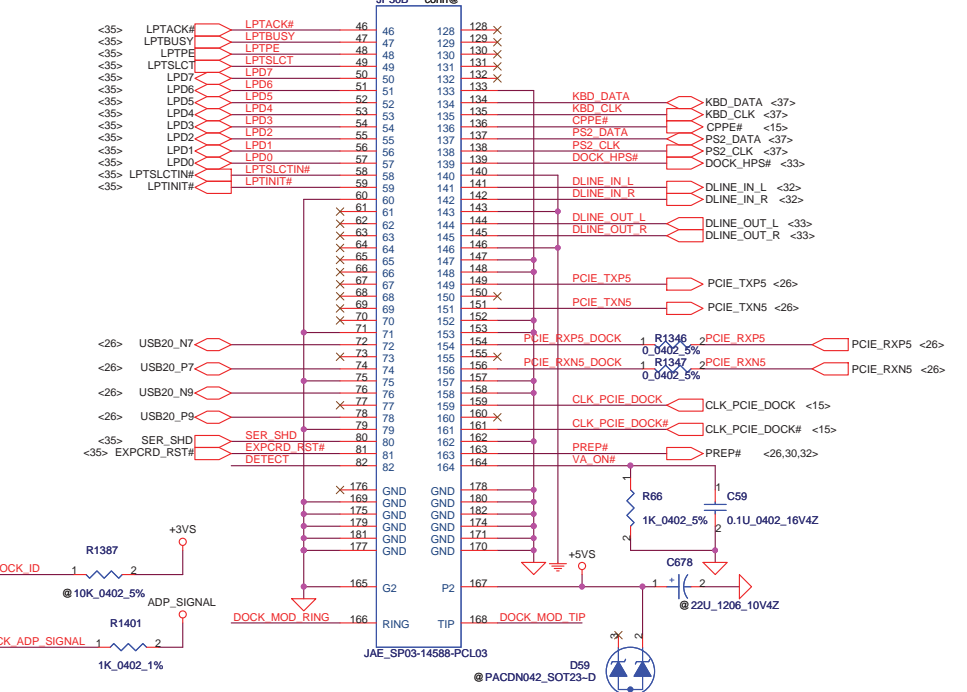 JP30B conn@
<35> LPTACK# LPTACK# 46 46 128 128
<35> LPTBUSY LPTBUSY 47 47 129 129
<35> LPTPE LPTPE 48 48 130 130
<35> LPTSLCT LPTSLCT 49 49 131 131
<35> LPD7 LPD7 50 50 132 132
<35> LPD6 LPD6 51 51 133 133
<35> LPD5 LPD5 52 52 134 134 KBD_DATA KBD_DATA <37>
<35> LPD4 LPD4 53 53 135 135 KBD_CLK KBD_CLK <37>
<35> LPD3 LPD3 54 54 136 136 CPPE# CPPE# <15>
<35> LPD2 LPD2 55 55 137 137 PS2_DATA PS2_DATA <37>
<35> LPD1 LPD1 56 56 138 138 PS2_CLK PS2_CLK <37>
<35> LPD0 LPD0 57 57 139 139 DOCK_HPS# DOCK_HPS# <33>
<35> LPTSLCTIN# LPTSLCTIN# 58 58 140 140
<35> LPTINIT# LPTINIT# 59 59 141 141 DLINE_IN_L DLINE_IN_L <32>
60 60 142 142 DLINE_IN_R DLINE_IN_R <32>
61 61 143 143
62 62 144 144 DLINE_OUT_L DLINE_OUT_L <33>
63 63 145 145 DLINE_OUT_R DLINE_OUT_R <33>
64 64 146 146
65 65 147 147
66 66 148 148
67 67 149 149 PCIE_TXP5 PCIE_TXP5 <26>
68 68 150 150
69 69 151 151 PCIE_TXN5 PCIE_TXN5 <26>
70 70 152 152
71 71 153 153
<26> USB20_N7 72 72 154 154 PCIE_RXP5_DOCK 1 R1346 2 PCIE_RXP5 PCIE_RXP5 <26>
0_0402_5%
73 73 155 155
<26> USB20_P7 74 74 156 156 PCIE_RXN5_DOCK 1 R1347 2 PCIE_RXN5 PCIE_RXN5 <26>
0_0402_5%
75 75 157 157
<26> USB20_N9 76 76 158 158
77 77 159 159 CLK_PCIE_DOCK CLK_PCIE_DOCK <15>
<26> USB20_P9 78 78 160 160
79 79 161 161 CLK_PCIE_DOCK# CLK_PCIE_DOCK# <15>
<35> SER_SHD SER_SHD 80 80 162 162
<35> EXPCRD_RST# EXPCRD_RST# 81 81 163 163 PREP# PREP# <26,30,32>
DETECT 82 82 164 164 VA_ON#
176 GND GND 178
169 GND GND 180
175 GND GND 182
179 GND GND 174
181 GND GND 171
177 GND GND 170
1 R66 2
1K_0402_5%
1 C59 2
0.1U_0402_16V4Z
165 G2 P2 167
+5VS
1 + C678 2
@22U_1206_10V4Z
DOCK_MOD_RING 166 RING TIP 168 DOCK_MOD_TIP
JAE_SP03-14588-PCL03
3 2
D59
@PACDN042_SOT23~D
+3VS
R1387
OCK_ID 1 2
@10K_0402_5%
ADP_SIGNAL
R1401
CK_ADP_SIGNAL 1 2
1K_0402_1%